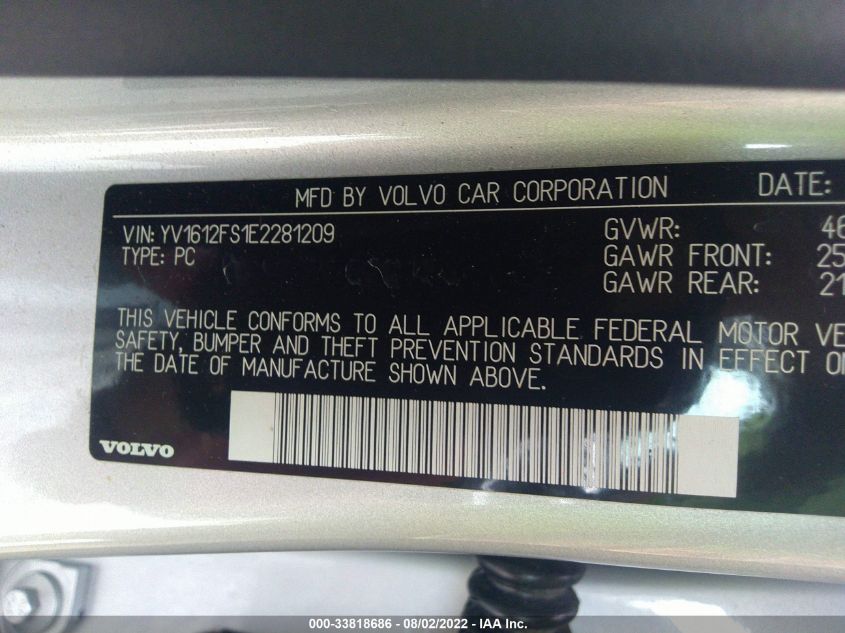 MFD BY VOLVO CAR CORPORATION DATE:
VIN: YV1612FS1E2281209 GVWR: 46
TYPE: PC GAWR FRONT: 25
GAWR REAR: 21
THIS VEHICLE CONFORMS TO ALL APPLICABLE FEDERAL MOTOR VE
SAFETY, BUMPER AND THEFT PREVENTION STANDARDS IN EFFECT O
THE DATE OF MANUFACTURE SHOWN ABOVE.
VOLVO
000-33818686 - 08/02/2022 - IAA Inc.